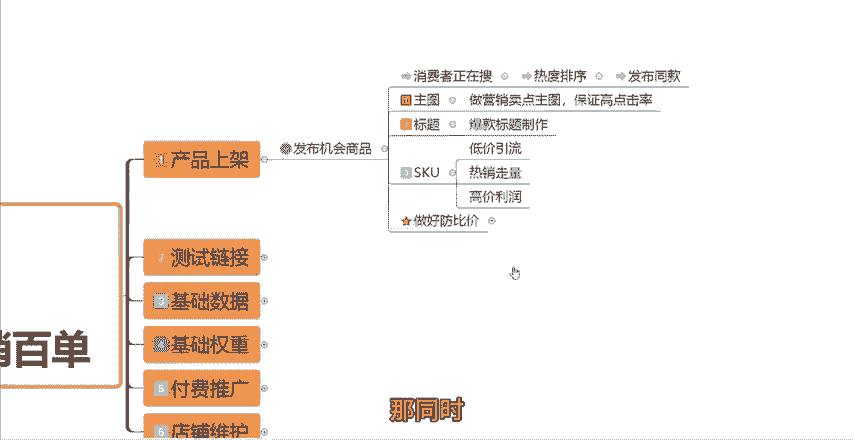 消费者正在搜 热度排序 发布同款
主图 做营销卖点主图，保证高点击率
标题 爆款标题制作
1 产品上架 发布机会商品
低价引流
3 SKU 热销走量
高价利润
做好防比价
2 测试链接
3 基础数据
4 基础权重
销百单
5 付费推广
6 店铺维护
那同时